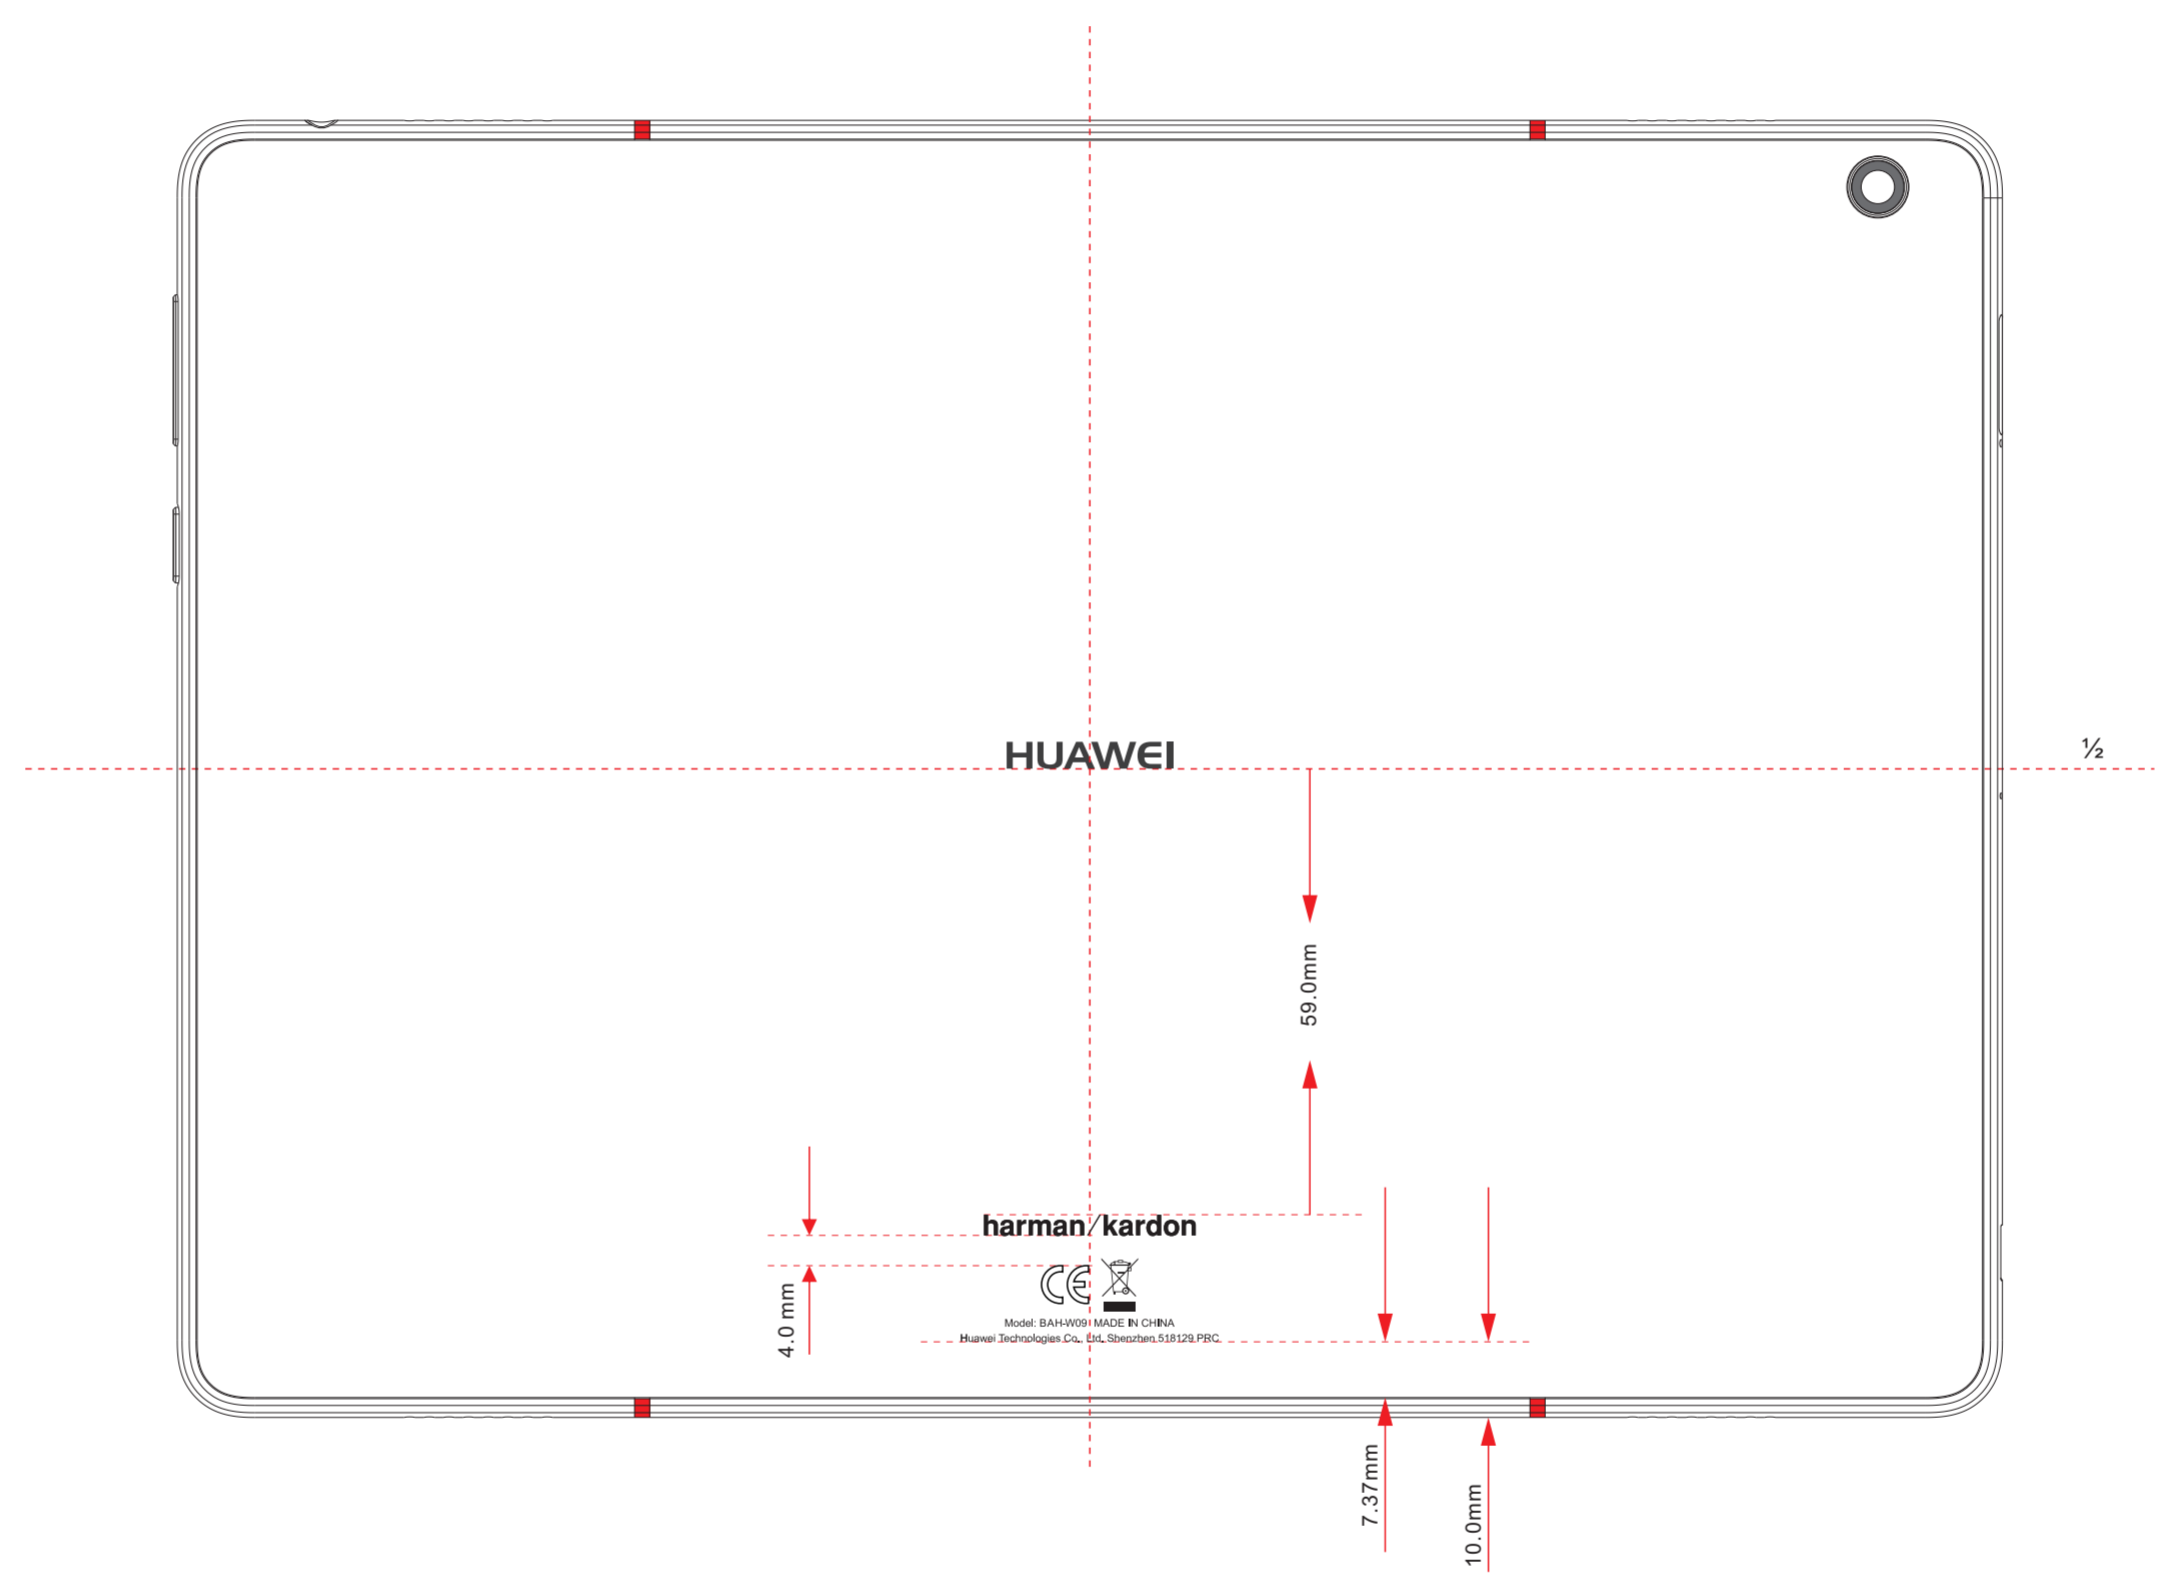 HUAWEI
½
59.0mm
harman/kardon
4.0 mm
CE
Model: BAH-W09 MADE IN CHINA
Huawei Technologies Co., Ltd. Shenzhen 518129 PRC
7.37mm
10.0mm